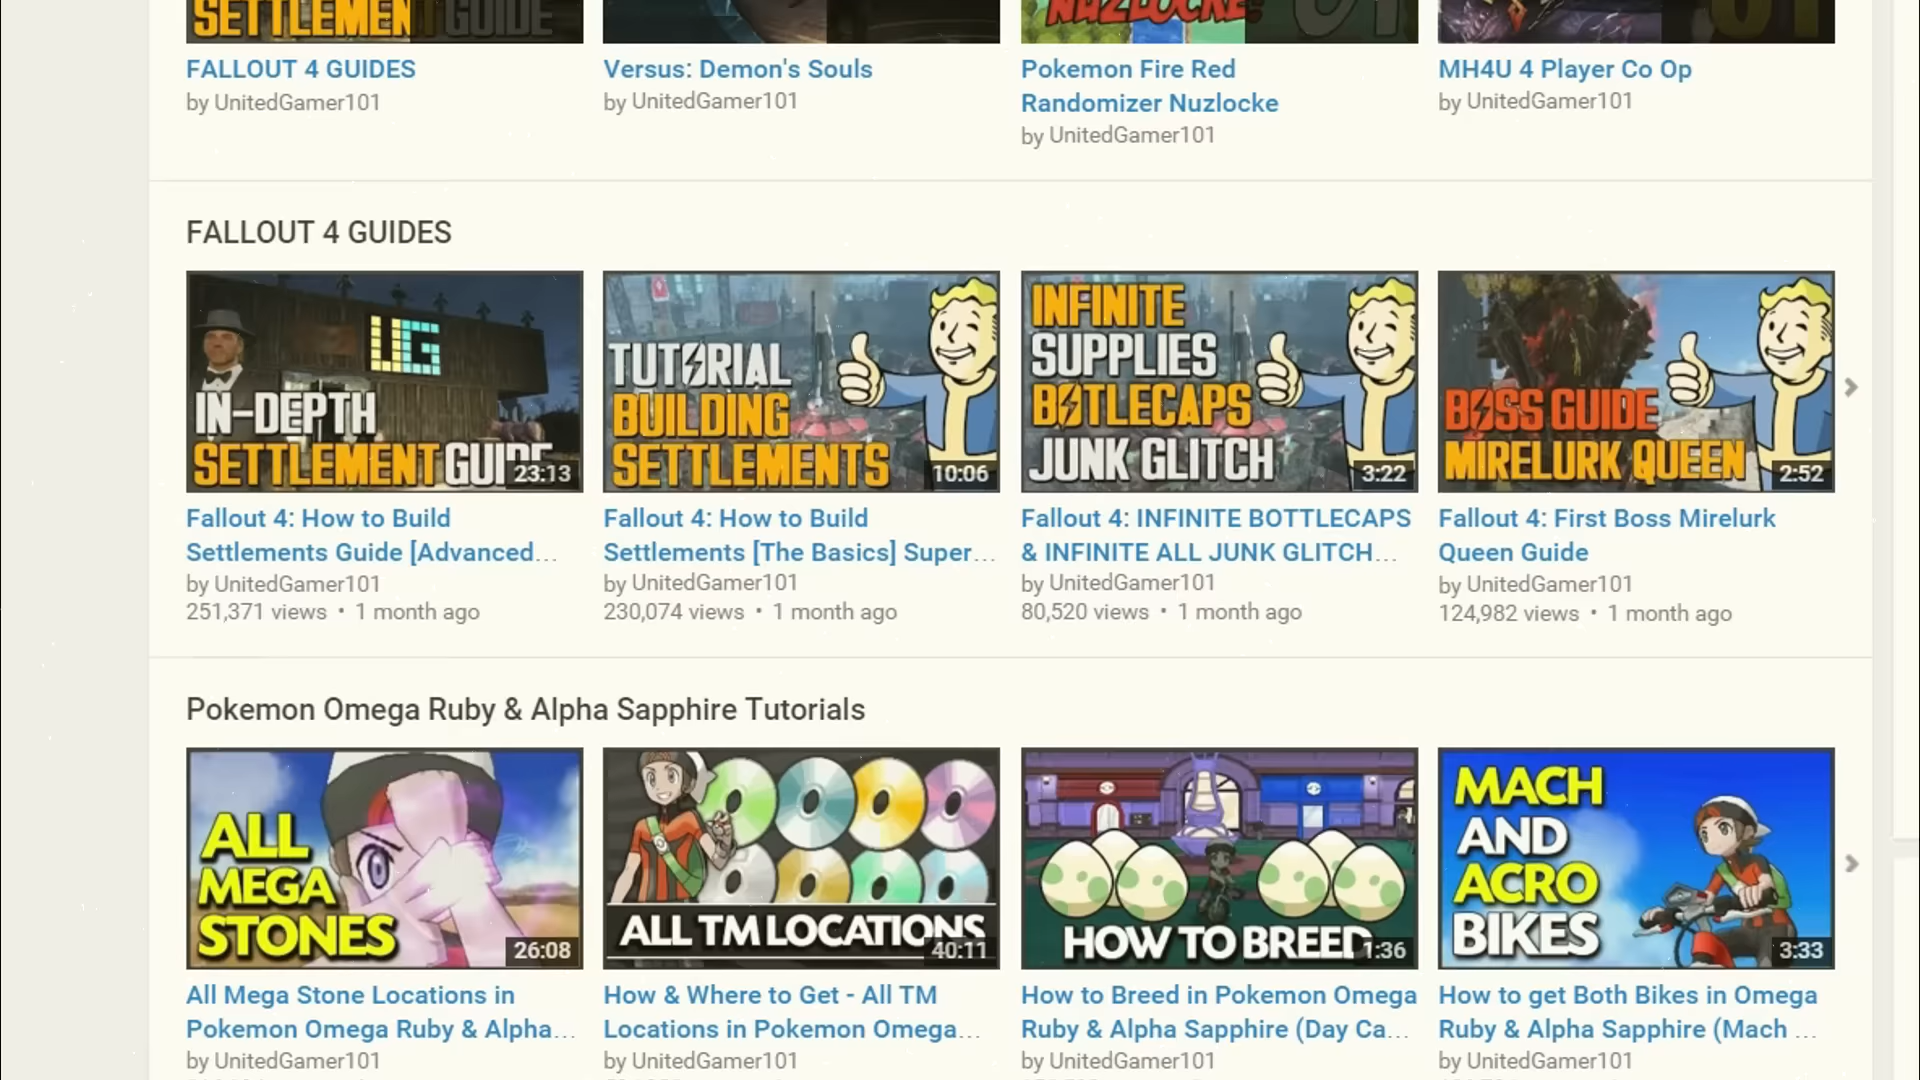 SETTLEMENT GUIDE
NUZLOCKE
01
01
FALLOUT 4 GUIDES
by UnitedGamer101
Versus: Demon's Souls
by UnitedGamer101
Pokemon Fire Red
Randomizer Nuzlocke
by UnitedGamer101
MH4U 4 Player Co Op
by UnitedGamer101
FALLOUT 4 GUIDES
UG
IN-DEPTH
SETTLEMENT GUIDE
23:13
TUTORIAL
BUILDING
SETTLEMENTS
10:06
INFINITE
SUPPLIES
BOTLECAPS
JUNK GLITCH
3:22
BOSS GUIDE
MIRELURK QUEEN
2:52
Fallout 4: How to Build
Settlements Guide [Advanced...
by UnitedGamer101
251,371 views • 1 month ago
Fallout 4: How to Build
Settlements [The Basics] Super...
by UnitedGamer101
230,074 views • 1 month ago
Fallout 4: INFINITE BOTTLECAPS
& INFINITE ALL JUNK GLITCH...
by UnitedGamer101
80,520 views • 1 month ago
Fallout 4: First Boss Mirelurk
Queen Guide
by UnitedGamer101
124,982 views • 1 month ago
Pokemon Omega Ruby & Alpha Sapphire Tutorials
ALL
MEGA
STONES
26:08
ALL TM LOCATIONS
40:11
HOW TO BREED
1:36
MACH
AND
ACRO
BIKES
3:33
All Mega Stone Locations in
Pokemon Omega Ruby & Alpha...
by UnitedGamer101
How & Where to Get - All TM
Locations in Pokemon Omega...
by UnitedGamer101
How to Breed in Pokemon Omega
Ruby & Alpha Sapphire (Day Ca...
by UnitedGamer101
How to get Both Bikes in Omega
Ruby & Alpha Sapphire (Mach ...
by UnitedGamer101